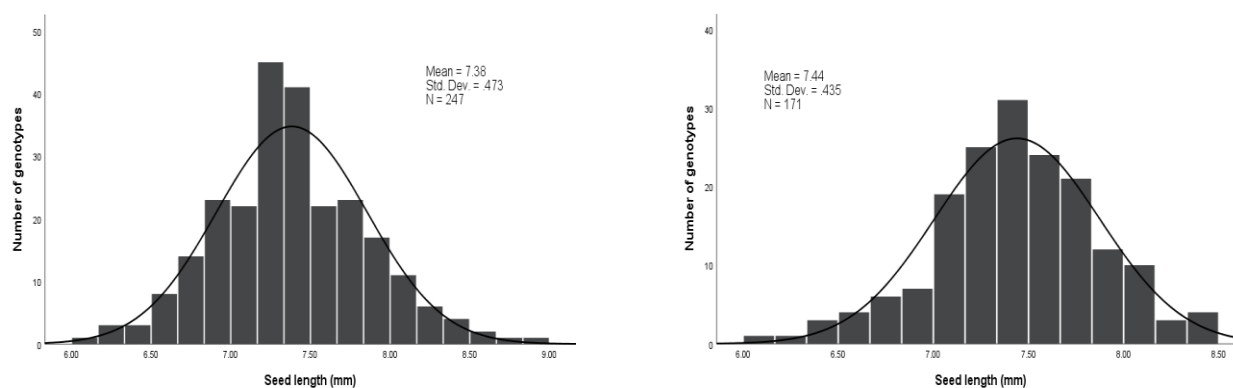 50
40
30
20
10
0
Number of genotypes
Mean = 7.38
Std. Dev. = .473
N = 247
6.00 6.50 7.00 7.50 8.00 8.50 9.00
Seed length (mm)
40
30
20
10
0
Number of genotypes
Mean = 7.44
Std. Dev. = .435
N = 171
6.00 6.50 7.00 7.50 8.00 8.50
Seed length (mm)